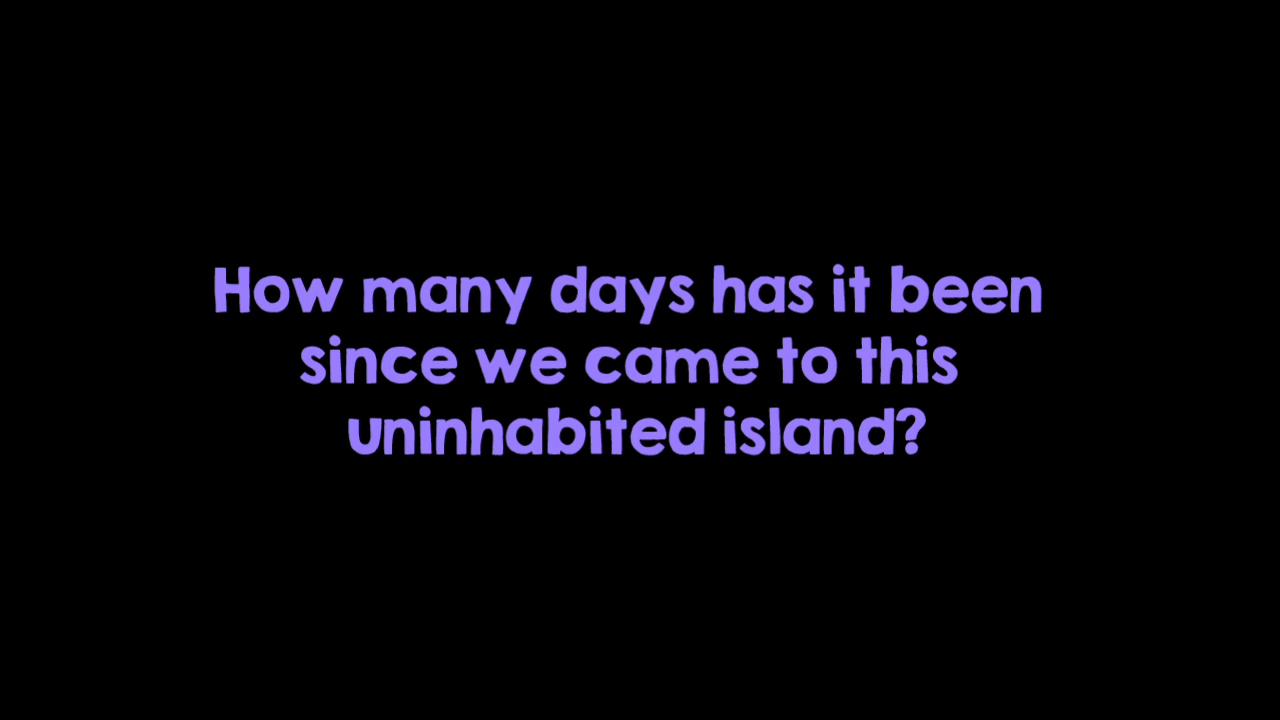 How many days has it been
since we came to this
uninhabited island?